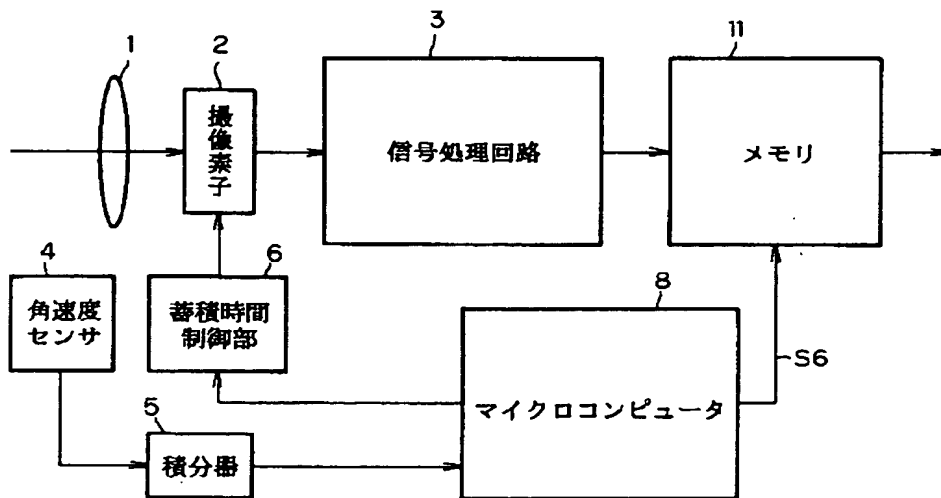 1
2
撮像素子
3
信号処理回路
11
メモリ
4
角速度
センサ
6
蓄積時間
制御部
8
マイクロコンピュータ
S6
5
積分器